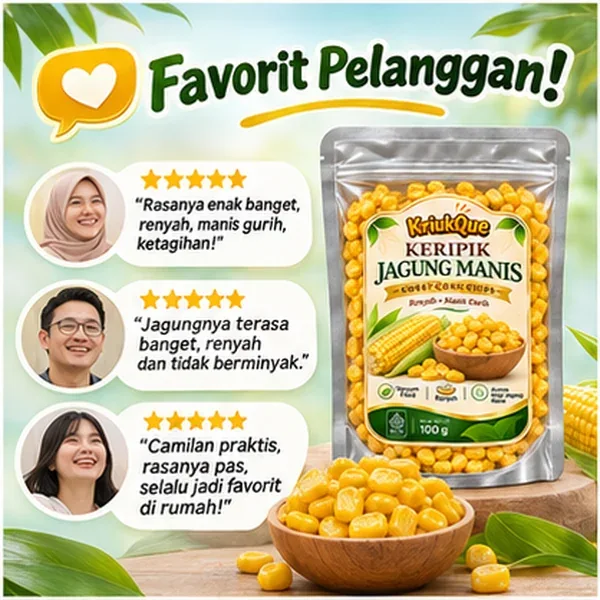 Favorit Pelanggan!
"Rasanya enak banget,
renyah, manis gurih,
ketagihan!"
"Jagungnya terasa
banget, renyah
dan tidak berminyak."
"Camilan praktis,
rasanya pas,
selalu jadi favorit
di rumah!"
KriukQue
KERIPIK
JAGUNG MANIS
100 g